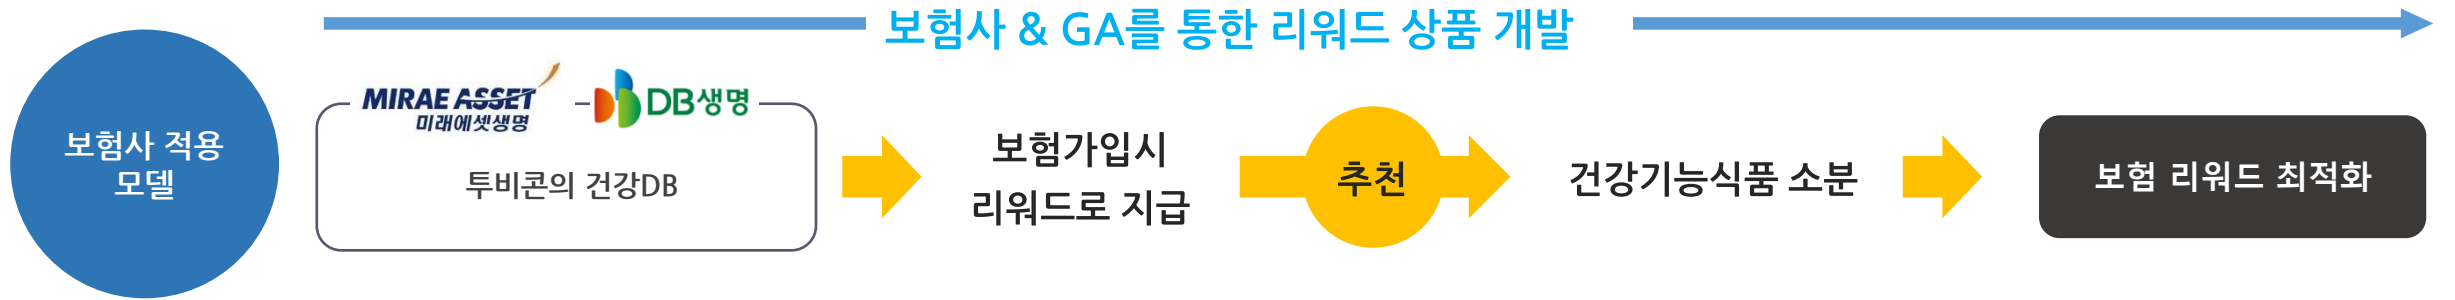 보험사 & GA를 통한 리워드 상품 개발
보험사 적용
모델
MIRAE ASSET
미래에셋생명
DB생명
투비콘의 건강DB
보험가입시
리워드로 지급
추천
건강기능식품 소분
보험 리워드 최적화